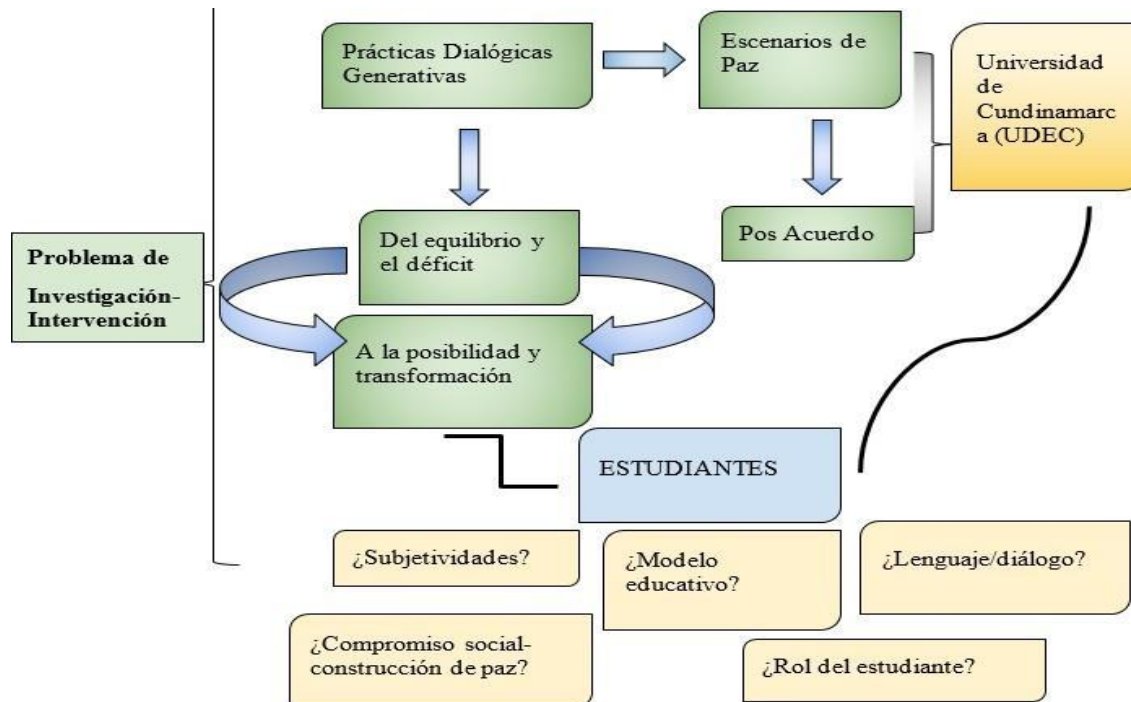 Prácticas Dialógicas
Generativas
Escenarios de
Paz
Universidad
de
Cundinamarc
a (UDEC)
Problema de
Investigación-
Intervención
Del equilibrio y
el déficit
Pos Acuerdo
A la posibilidad y
transformación
ESTUDIANTES
¿Subjetividades?
¿Modelo
educativo?
¿Lenguaje/diálogo?
¿Compromiso social-
construcción de paz?
¿Rol del estudiante?